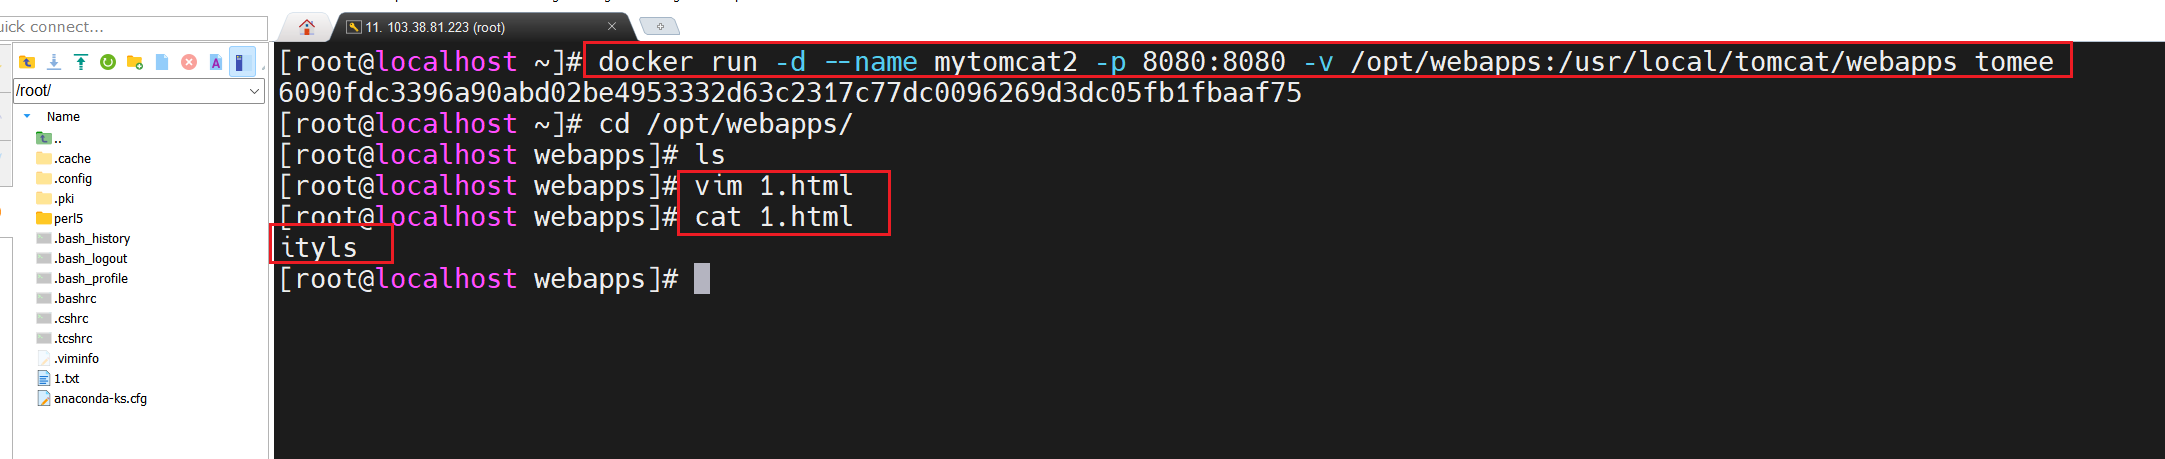 uick connect...
11. 103.38.81.223 (root)
/root/
Name
..
.cache
.config
.pki
perl5
.bash_history
.bash_logout
.bash_profile
.bashrc
.cshrc
.tcshrc
.viminfo
1.txt
anaconda-ks.cfg
[root@localhost ~]# docker run -d --name mytomcat2 -p 8080:8080 -v /opt/webapps:/usr/local/tomcat/webapps tomee
6090fdc3396a90abd02be4953332d63c2317c77dc0096269d3dc05fb1fbaaf75
[root@localhost ~]# cd /opt/webapps/
[root@localhost webapps]# ls
[root@localhost webapps]# vim 1.html
[root@localhost webapps]# cat 1.html
ityls
[root@localhost webapps]#